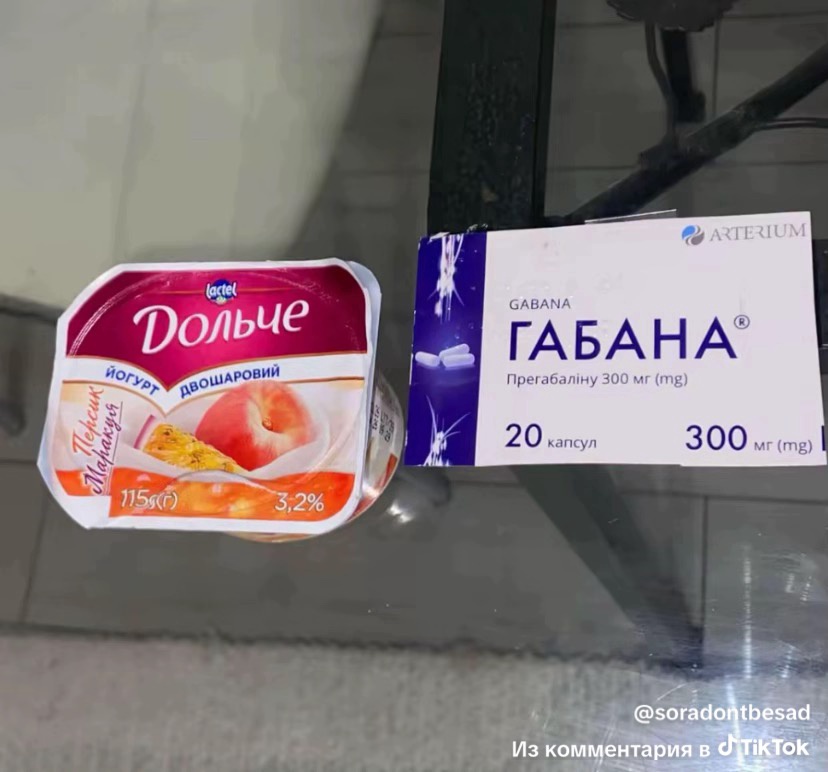 lactel
Дольче
йогурт двошаровий
Персик
Маракуя
115g(г)
3,2%
ARTERIUM
GABANA
ГАБАНА®
Прегабаліну 300 мг (mg)
20 капсул
300 мг (mg)
@soradontbesad
Из комментария в TikTok